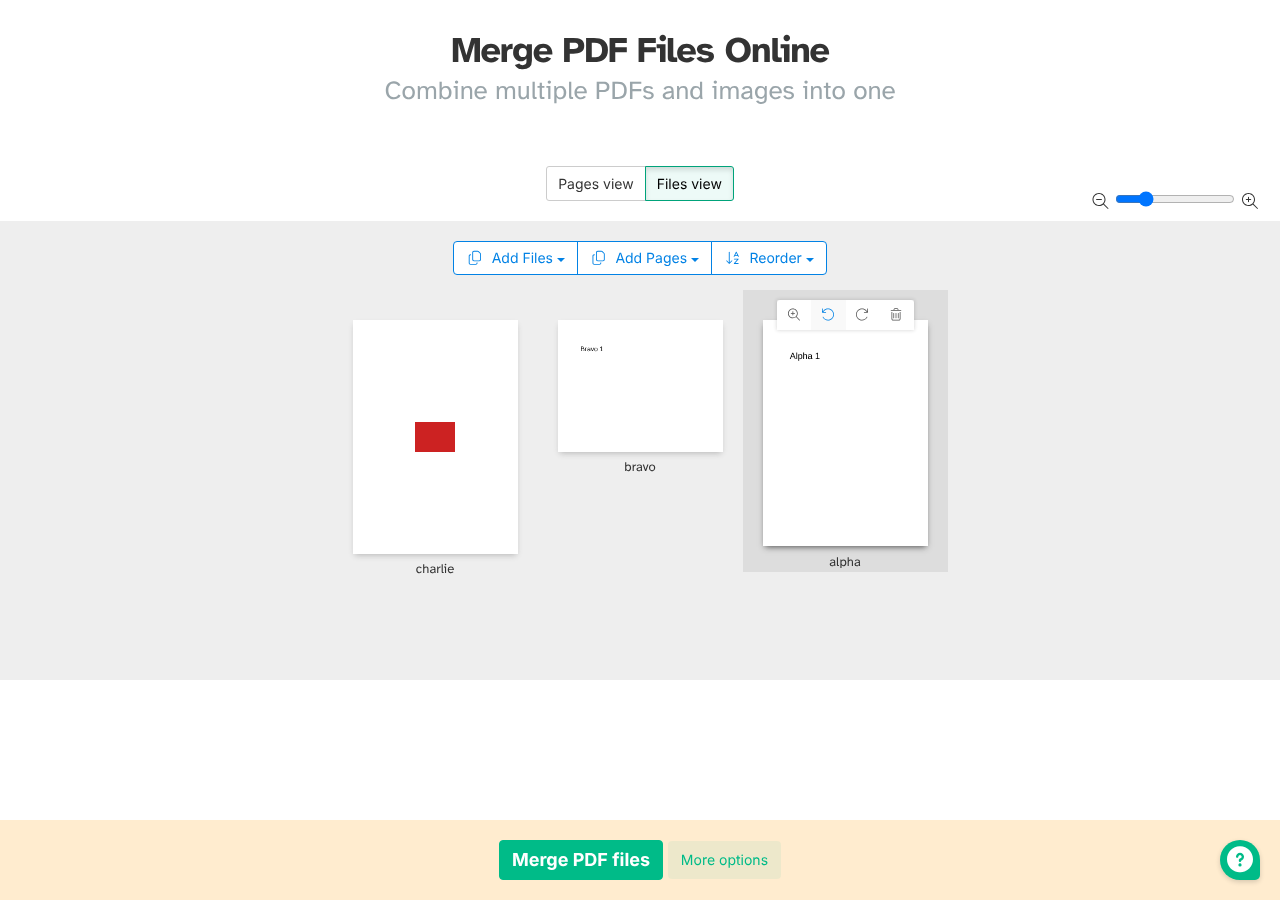 Merge PDF Files Online
Combine multiple PDFs and images into one
Pages view Files view
Add Files Add Pages Reorder
Bravo 1
Alpha 1
charlie
bravo
alpha
Merge PDF files More options